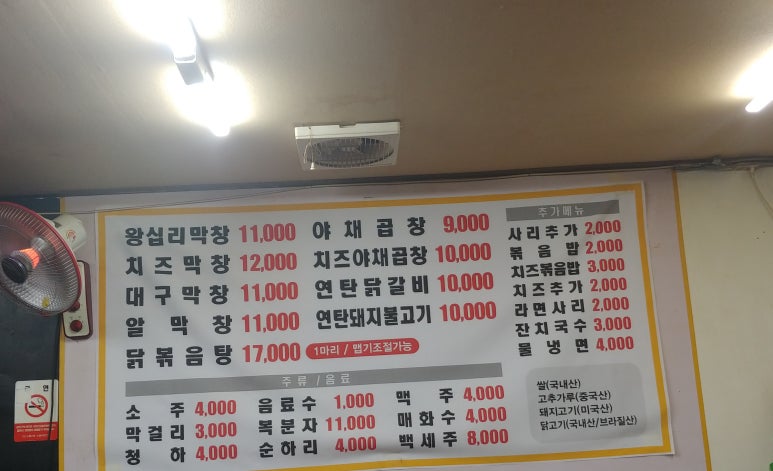 왕십리막창 11,000
치즈막창 12,000
대구막창 11,000
알막창 11,000
닭볶음탕 17,000 1마리 / 맵기조절가능
야채곱창 9,000
치즈야채곱창 10,000
연탄닭갈비 10,000
연탄돼지불고기 10,000
추가메뉴
사리추가 2,000
볶음밥 2,000
치즈볶음밥 3,000
치즈추가 2,000
라면사리 2,000
잔치국수 3,000
물냉면 4,000
주류/음료
소주 4,000
막걸리 3,000
청하 4,000
음료수 1,000
복분자 11,000
순하리 4,000
맥주 4,000
매화수 4,000
백세주 8,000
쌀(국내산)
고추가루(중국산)
돼지고기(미국산)
닭고기(국내산/브라질산)
금연